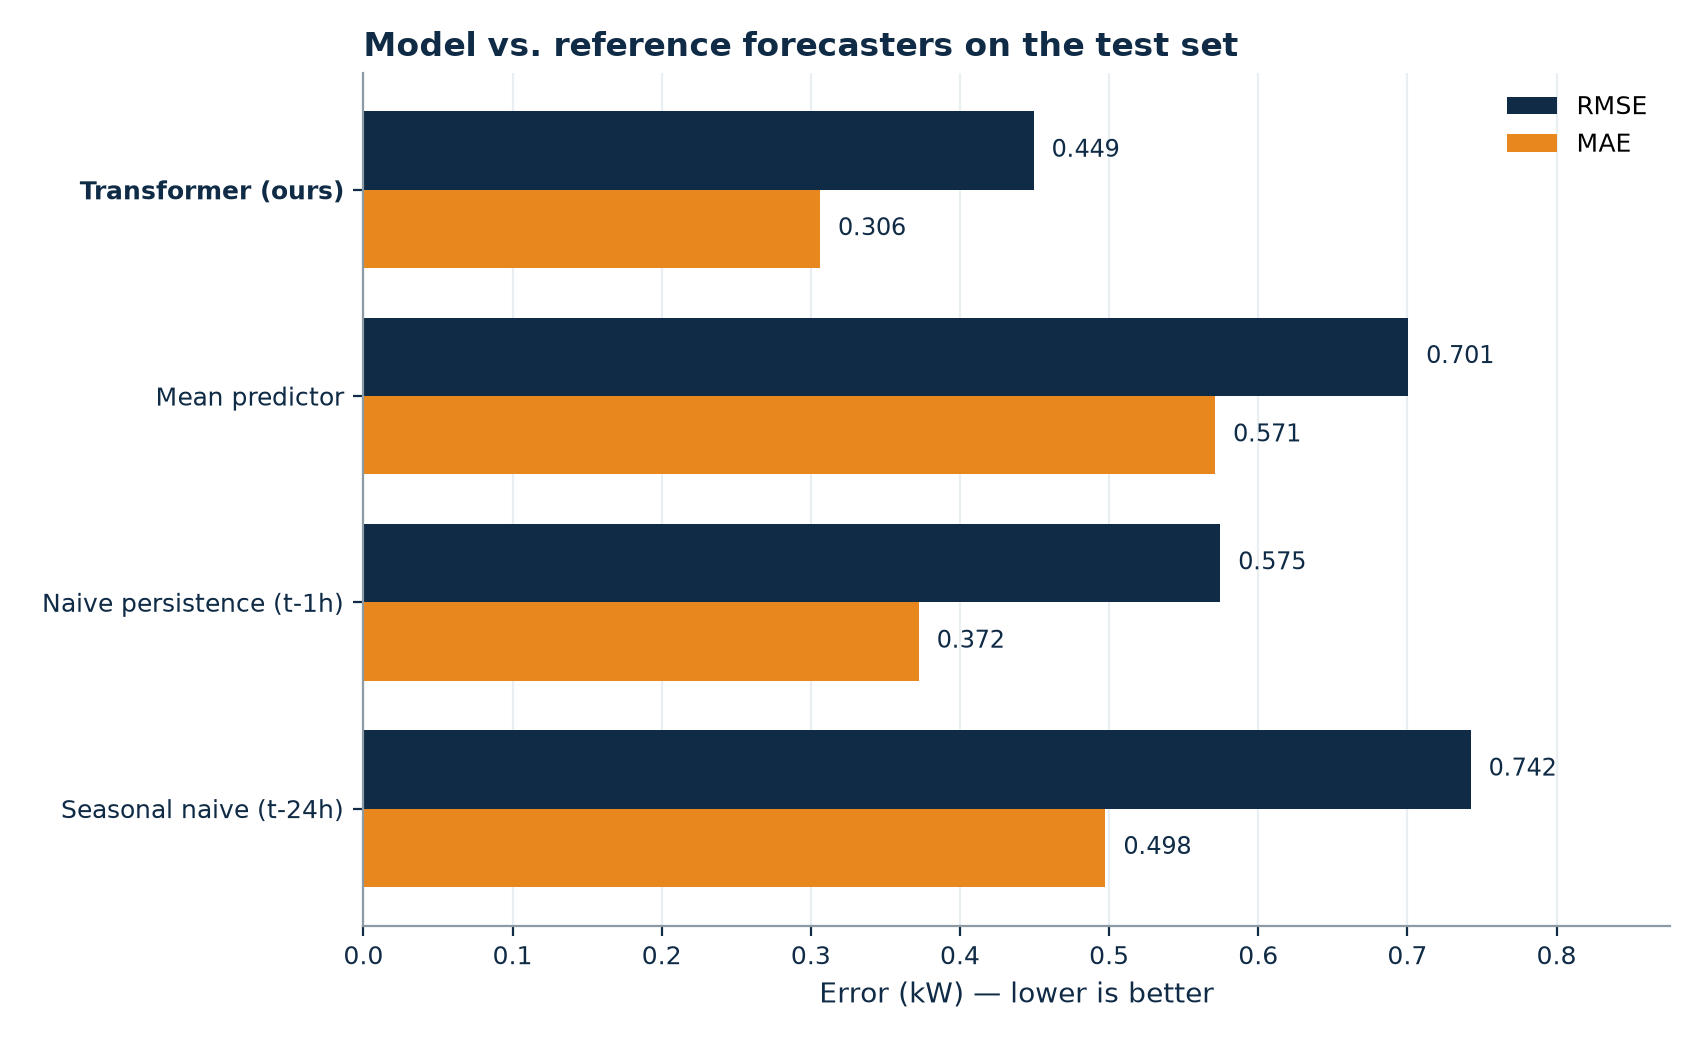 Model vs. reference forecasters on the test set
RMSE
MAE
Transformer (ours)
0.449
0.306
Mean predictor
0.701
0.571
Naive persistence (t-1h)
0.575
0.372
Seasonal naive (t-24h)
0.742
0.498
0.0 0.1 0.2 0.3 0.4 0.5 0.6 0.7 0.8
Error (kW) — lower is better